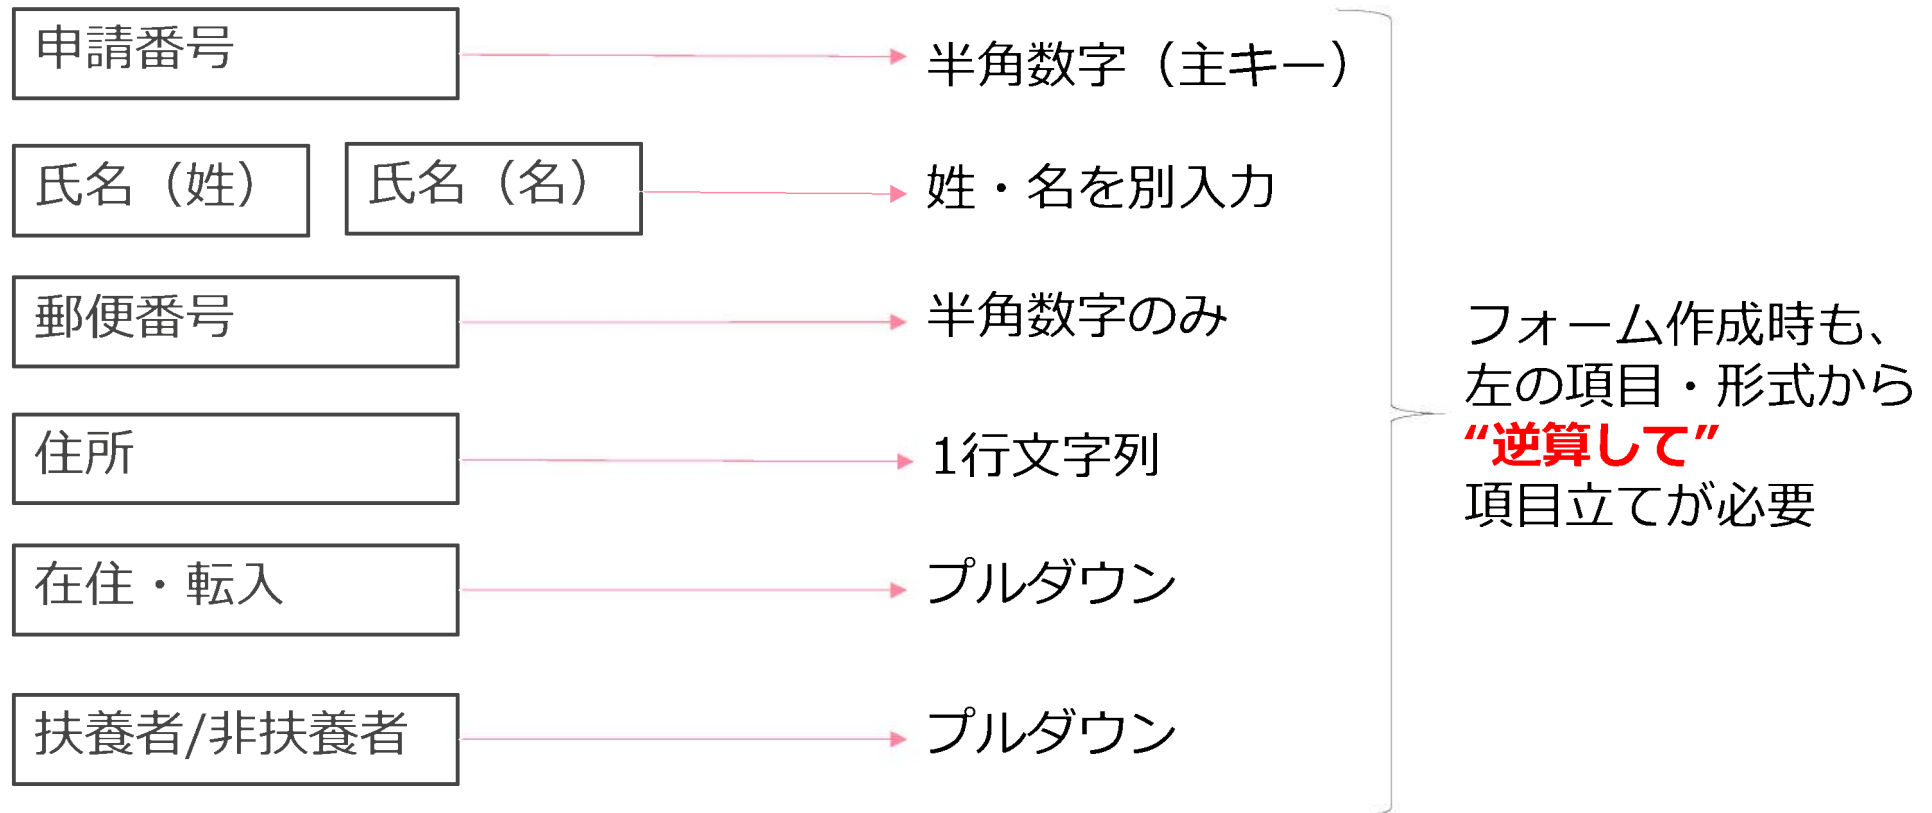 申請番号
半角数字（主キー）
氏名（姓）
氏名（名）
姓・名を別入力
郵便番号
半角数字のみ
住所
1行文字列
在住・転入
プルダウン
扶養者/非扶養者
プルダウン
フォーム作成時も、
左の項目・形式から
“逆算して”
項目立てが必要